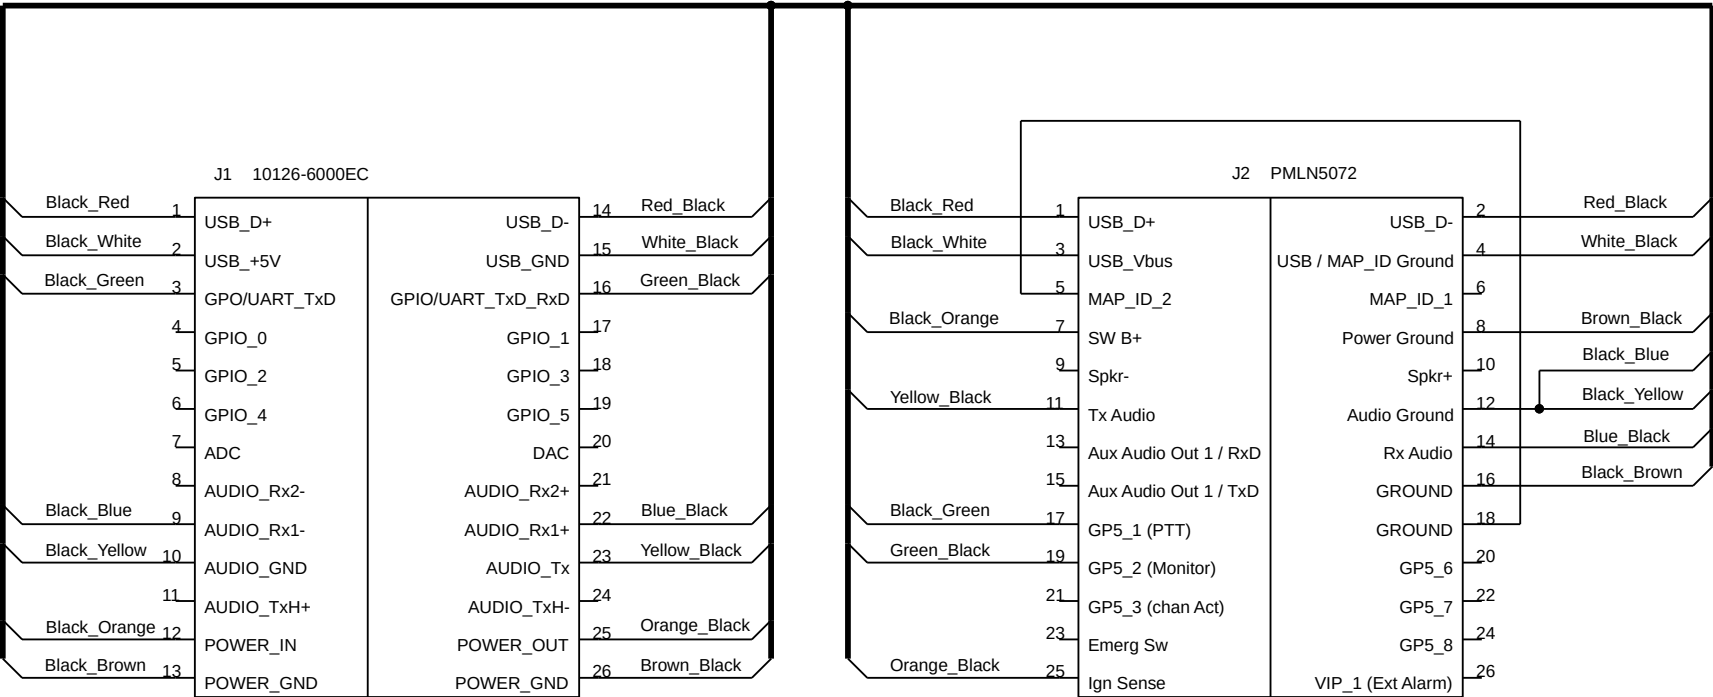 J1 10126-6000EC
Black_Red 1 USB_D+ USB_D- 14 Red_Black
Black_White 2 USB_+5V USB_GND 15 White_Black
Black_Green 3 GPO/UART_TxD GPIO/UART_TxD_RxD 16 Green_Black
4 GPIO_0 GPIO_1 17
5 GPIO_2 GPIO_3 18
6 GPIO_4 GPIO_5 19
7 ADC DAC 20
8 AUDIO_Rx2- AUDIO_Rx2+ 21
Black_Blue 9 AUDIO_Rx1- AUDIO_Rx1+ 22 Blue_Black
Black_Yellow 10 AUDIO_GND AUDIO_Tx 23 Yellow_Black
11 AUDIO_TxH+ AUDIO_TxH- 24
Black_Orange 12 POWER_IN POWER_OUT 25 Orange_Black
Black_Brown 13 POWER_GND POWER_GND 26 Brown_Black
J2 PMLN5072
Black_Red 1 USB_D+ USB_D- 2 Red_Black
Black_White 3 USB_Vbus USB / MAP_ID Ground 4 White_Black
5 MAP_ID_2 MAP_ID_1 6
Black_Orange 7 SW B+ Power Ground 8 Brown_Black
9 Spkr- Spkr+ 10 Black_Blue
Yellow_Black 11 Tx Audio Audio Ground 12 Black_Yellow
13 Aux Audio Out 1 / RxD Rx Audio 14 Blue_Black
15 Aux Audio Out 1 / TxD GROUND 16 Black_Brown
Black_Green 17 GP5_1 (PTT) GROUND 18
Green_Black 19 GP5_2 (Monitor) GP5_6 20
21 GP5_3 (chan Act) GP5_7 22
23 Emerg Sw GP5_8 24
Orange_Black 25 Ign Sense VIP_1 (Ext Alarm) 26